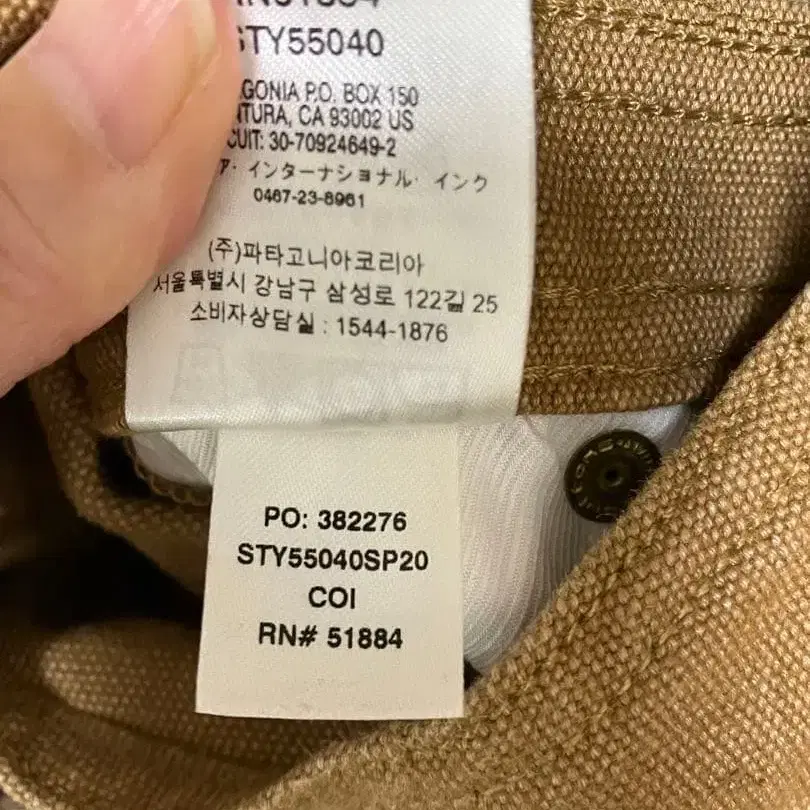 STY55040
GONIA P.O. BOX 150
NTURA, CA 93002 US
CUIT: 30-70924649-2
ア・インターナショナル・インク
0467-23-8961
(주)파타고니아코리아
서울특별시 강남구 삼성로 122길 25
소비자상담실 : 1544-1876
PO: 382276
STY55040SP20
COI
RN# 51884